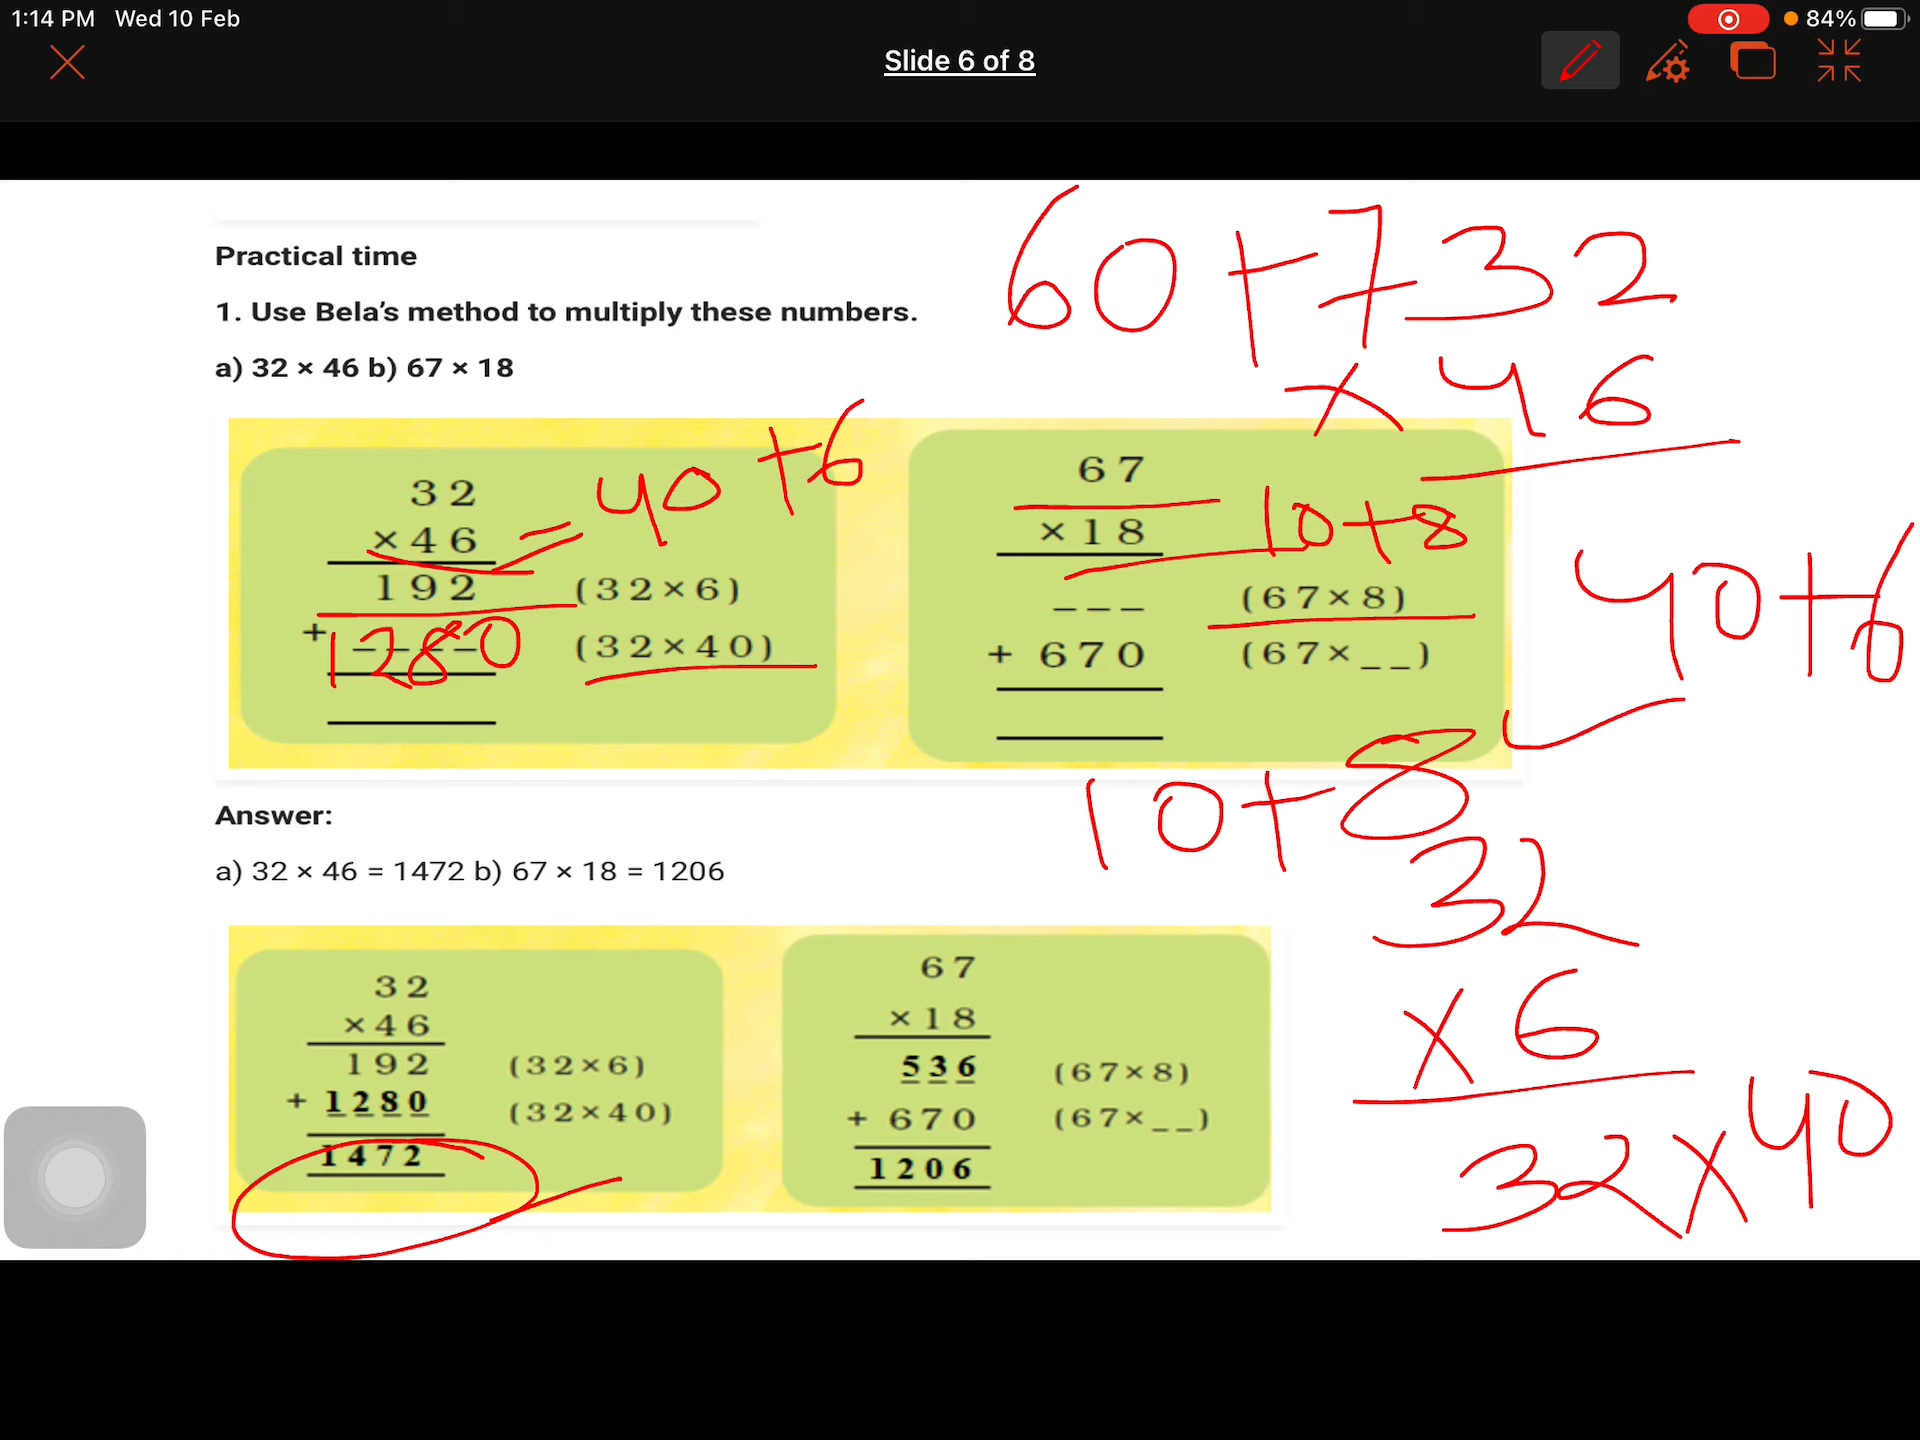 1:14 PM Wed 10 Feb
84%
Slide 6 of 8
Practical time
1. Use Bela's method to multiply these numbers.
a) 32 × 46 b) 67 × 18
60+7
32
× 46
32
× 46
= 40+6
192 (32×6)
+ 1280 (32×40)
67
×18
10+8
_ _ _ (67×8)
+ 670 (67×_ _)
40+6
10+8
Answer:
a) 32 × 46 = 1472 b) 67 × 18 = 1206
32
×46
192 (32×6)
+ 1280 (32×40)
1472
67
×18
536 (67×8)
+ 670 (67×_ _)
1206
32
× 6
32×40